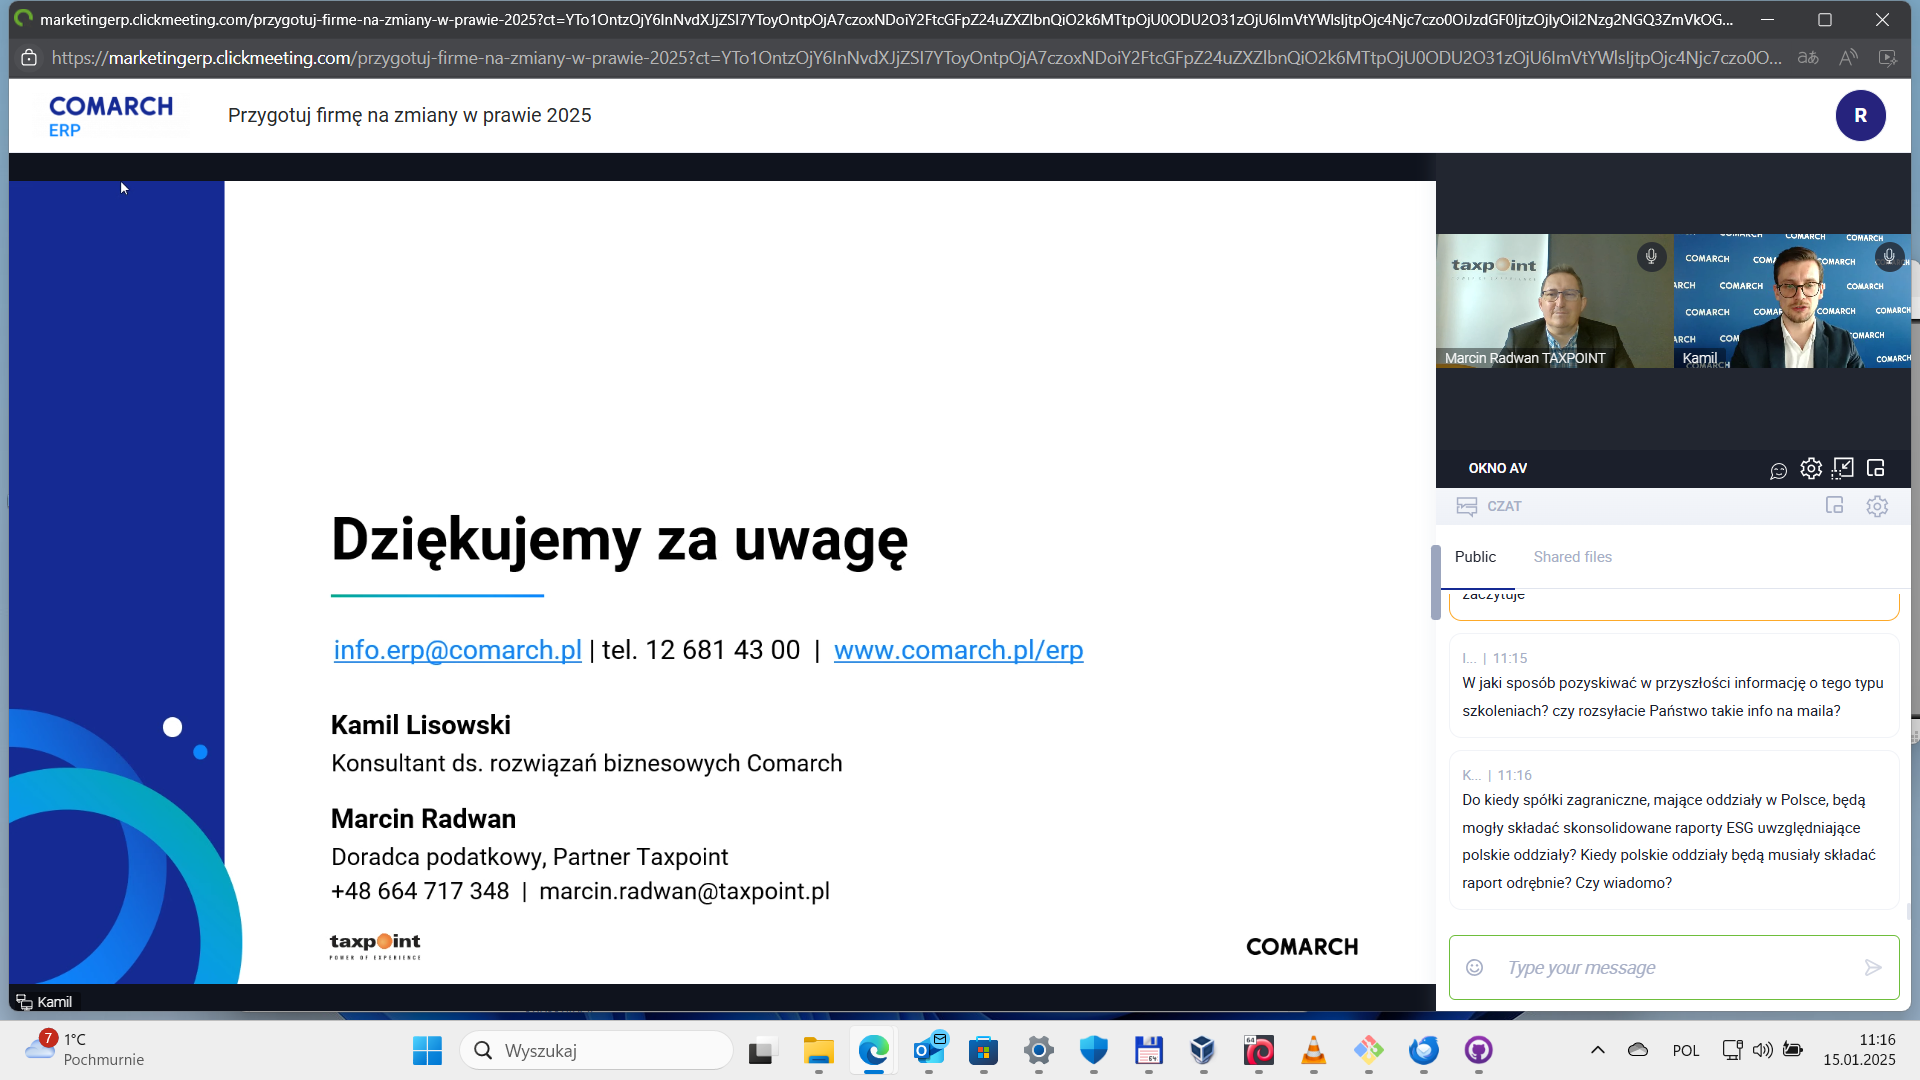 marketingerp.clickmeeting.com/przygotuj-firme-na-zmiany-w-prawie-2025?ct=
https://marketingerp.clickmeeting.com/przygotuj-firme-na-zmiany-w-prawie-2025?ct=
COMARCH
ERP
Przygotuj firmę na zmiany w prawie 2025
R
taxpoint
Marcin Radwan TAXPOINT
Kamil
OKNO AV
CZAT
Public
Shared files
zaczytuje
I... | 11:15
W jaki sposób pozyskiwać w przyszłości informację o tego typu
szkoleniach? czy rozsyłacie Państwo takie info na maila?
K... | 11:16
Do kiedy spółki zagraniczne, mające oddziały w Polsce, będą
mogły składać skonsolidowane raporty ESG uwzględniające
polskie oddziały? Kiedy polskie oddziały będą musiały składać
raport odrębnie? Czy wiadomo?
Type your message
Dziękujemy za uwagę
info.erp@comarch.pl | tel. 12 681 43 00 | www.comarch.pl/erp
Kamil Lisowski
Konsultant ds. rozwiązań biznesowych Comarch
Marcin Radwan
Doradca podatkowy, Partner Taxpoint
+48 664 717 348 | marcin.radwan@taxpoint.pl
taxpoint
POWER OF EXPERIENCE
COMARCH
Kamil
7
1°C
Pochmurnie
Wyszukaj
64
64
POL
11:16
15.01.2025